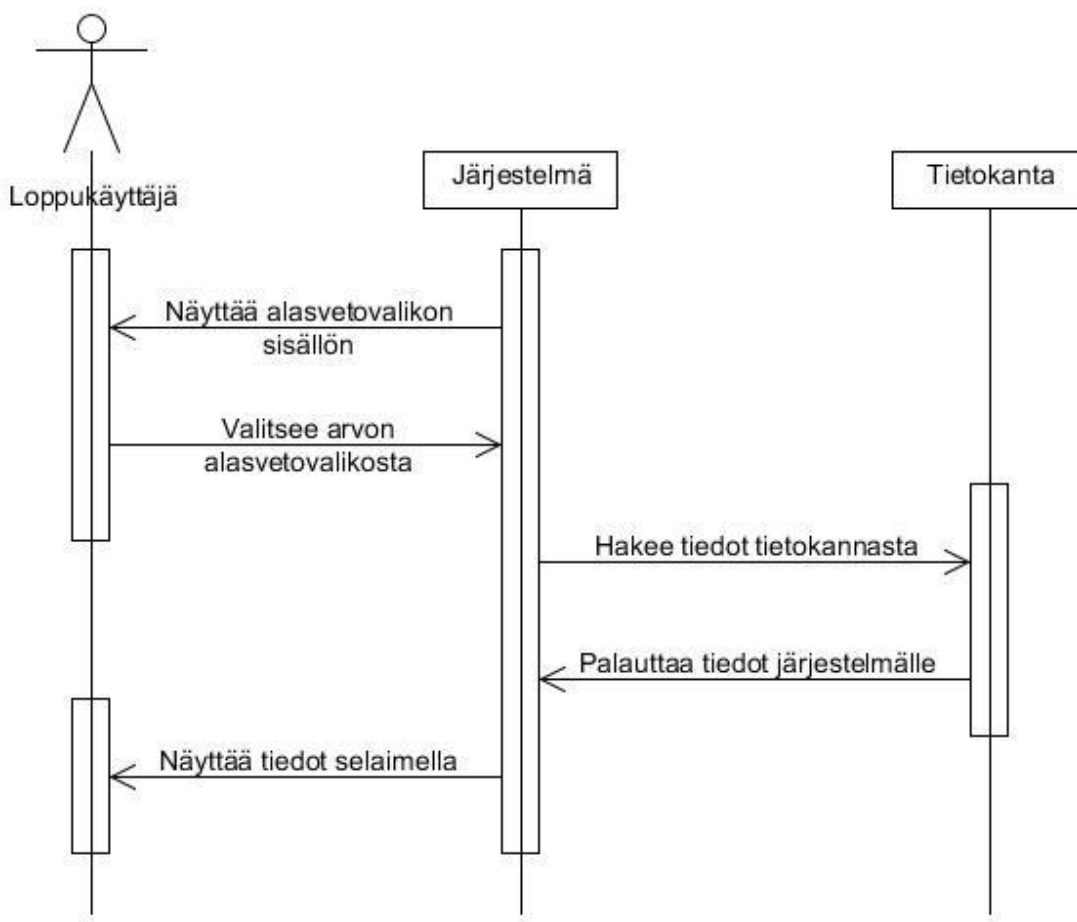 Loppukäyttäjä
Järjestelmä
Tietokanta
Näyttää alasvetovalikon
sisällön
Valitsee arvon
alasvetovalikosta
Hakee tiedot tietokannasta
Palauttaa tiedot järjestelmälle
Näyttää tiedot selaimella